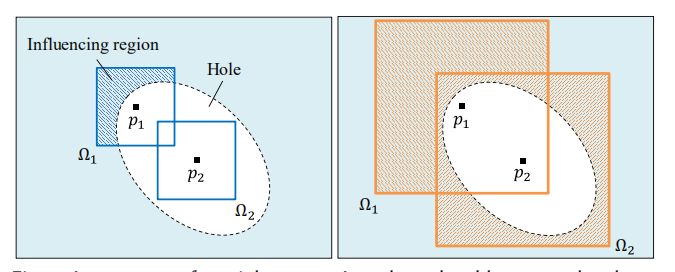 Influencing region
Hole
p₁
Ω₁
p₂
Ω₂
p₁
p₂
Ω₁
Ω₂